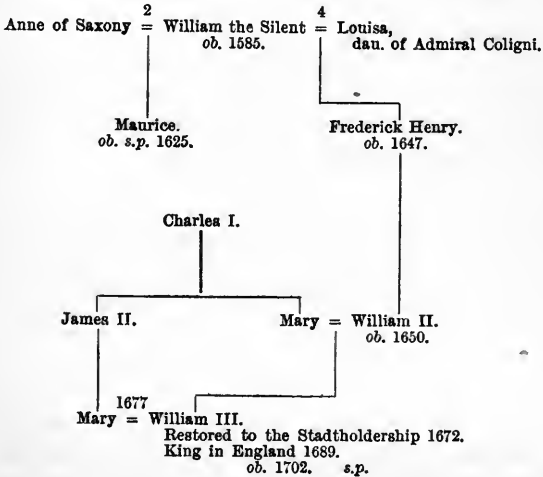 2 4
Anne of Saxony = William the Silent = Louisa,
ob. 1585. dau. of Admiral Coligni.
Maurice. Frederick Henry.
ob. s.p. 1625. ob. 1647.
Charles I.
James II. Mary = William II.
ob. 1650.
1677
Mary = William III.
Restored to the Stadtholdership 1672.
King in England 1689.
ob. 1702. s.p.